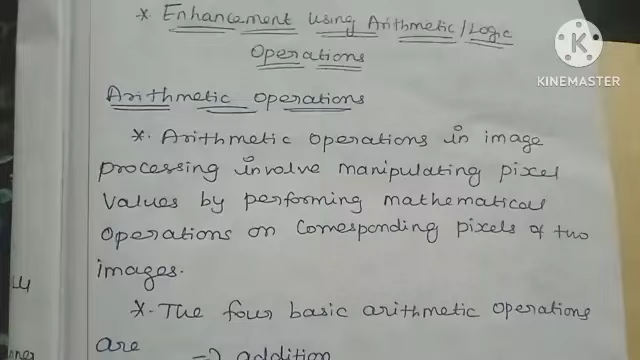 * Enhancement using Arithmetic/Logic
Operations
K
KINEMASTER
Arithmetic operations
*. Arithmetic operations in image
processing involve manipulating pixel
values by performing mathematical
operations on corresponding pixels of two
images.
*. The four basic arithmetic operations
are
→ addition